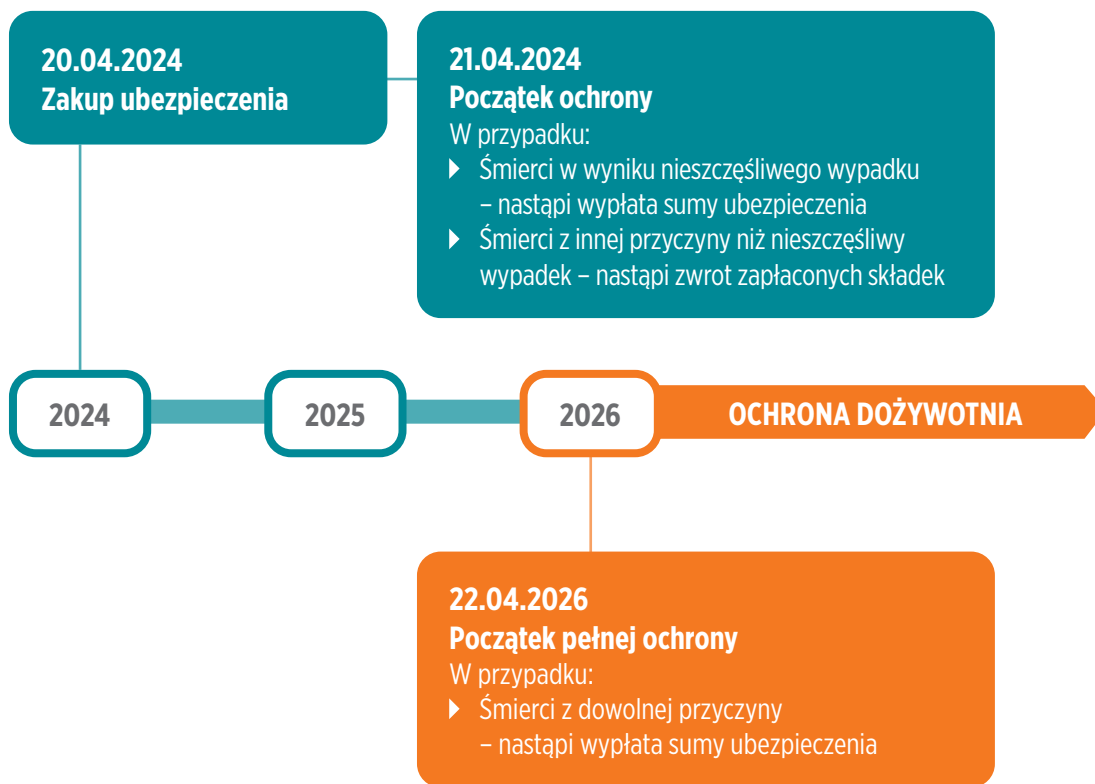 20.04.2024
Zakup ubezpieczenia
21.04.2024
Początek ochrony
W przypadku:
Śmierci w wyniku nieszczęśliwego wypadku
– nastąpi wypłata sumy ubezpieczenia
Śmierci z innej przyczyny niż nieszczęśliwy
wypadek – nastąpi zwrot zapłaconych składek
2024
2025
2026
OCHRONA DOŻYWOTNIA
22.04.2026
Początek pełnej ochrony
W przypadku:
Śmierci z dowolnej przyczyny
– nastąpi wypłata sumy ubezpieczenia